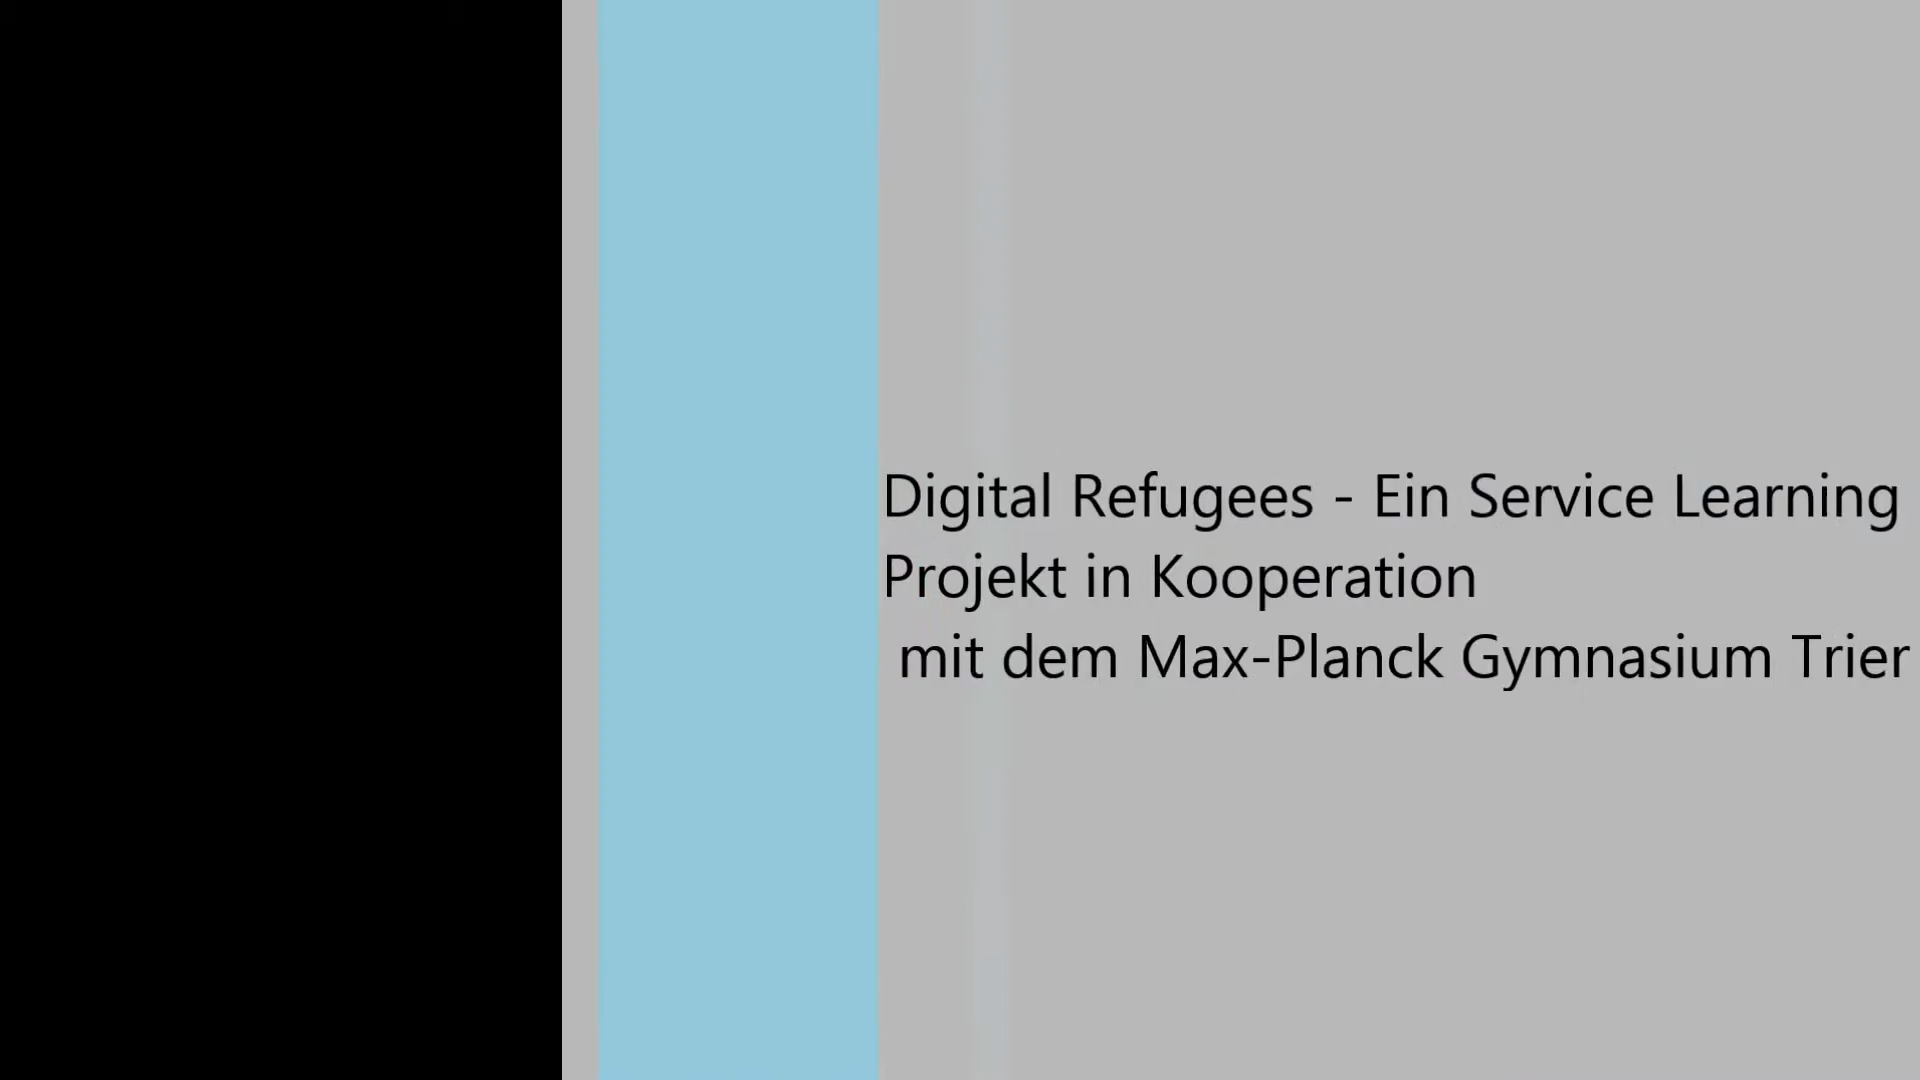 Digital Refugees - Ein Service Learning
Projekt in Kooperation
mit dem Max-Planck Gymnasium Trier